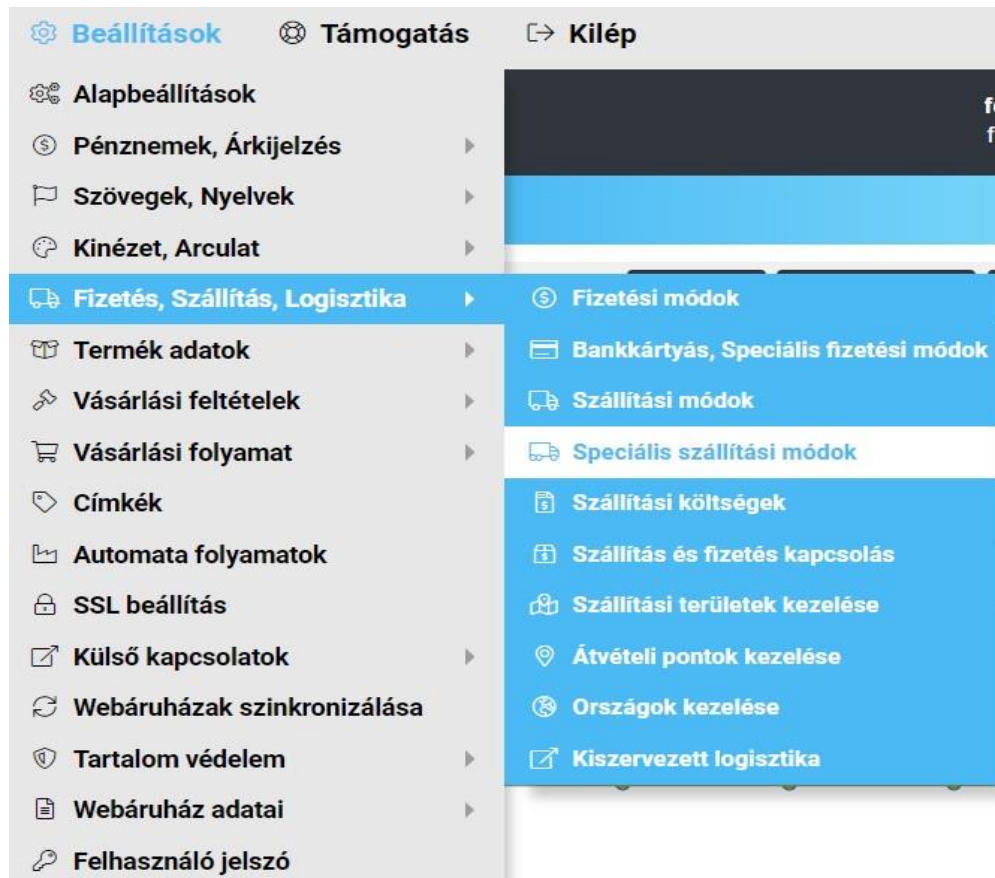 Beállítások Támogatás Kilép
Alapbeállítások
Pénznemek, Árkijelzés
Szövegek, Nyelvek
Kinézet, Arculat
Fizetés, Szállítás, Logisztika
Termék adatok
Vásárlási feltételek
Vásárlási folyamat
Címkék
Automata folyamatok
SSL beállítás
Külső kapcsolatok
Webáruházak szinkronizálása
Tartalom védelem
Webáruház adatai
Felhasználó jelszó
Fizetési módok
Bankkártyás, Speciális fizetési módok
Szállítási módok
Speciális szállítási módok
Szállítási költségek
Szállítás és fizetés kapcsolás
Szállítási területek kezelése
Átvételi pontok kezelése
Országok kezelése
Kiszervezett logisztika